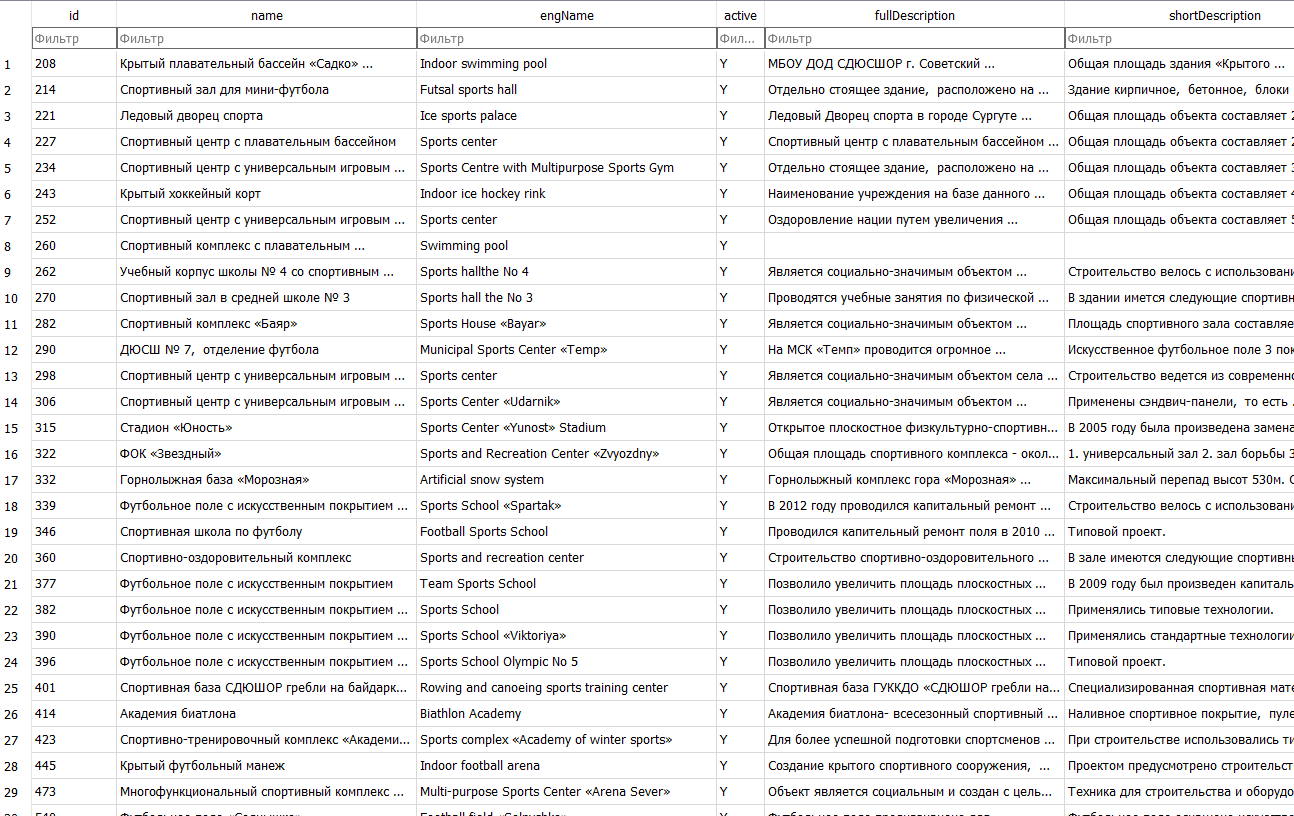 id name engName active fullDescription shortDescription
Фильтр Фильтр Фильтр Фил... Фильтр Фильтр
1 208 Крытый плавательный бассейн «Садко» ... Indoor swimming pool Y МБОУ ДОД СДЮСШОР г. Советский ... Общая площадь здания «Крытого ...
2 214 Спортивный зал для мини-футбола Futsal sports hall Y Отдельно стоящее здание, расположено на ... Здание кирпичное, бетонное, блоки
3 221 Ледовый дворец спорта Ice sports palace Y Ледовый Дворец спорта в городе Сургуте ... Общая площадь объекта составляет 2
4 227 Спортивный центр с плавательным бассейном Sports center Y Спортивный центр с плавательным бассейном ... Общая площадь объекта составляет 2
5 234 Спортивный центр с универсальным игровым ... Sports Centre with Multipurpose Sports Gym Y Отдельно стоящее здание, расположено на ... Общая площадь объекта составляет 3
6 243 Крытый хоккейный корт Indoor ice hockey rink Y Наименование учреждения на базе данного ... Общая площадь объекта составляет 4
7 252 Спортивный центр с универсальным игровым ... Sports center Y Оздоровление нации путем увеличения ... Общая площадь объекта составляет 5
8 260 Спортивный комплекс с плавательным ... Swimming pool Y
9 262 Учебный корпус школы № 4 со спортивным ... Sports hallthe No 4 Y Является социально-значимым объектом ... Строительство велось с использовани
10 270 Спортивный зал в средней школе № 3 Sports hall the No 3 Y Проводятся учебные занятия по физической ... В здании имется следующие спортивн
11 282 Спортивный комплекс «Баяр» Sports House «Bayar» Y Является социально-значимым объектом ... Площадь спортивного зала составляе
12 290 ДЮСШ № 7, отделение футбола Municipal Sports Center «Temp» Y На МСК «Темп» проводится огромное ... Искусственное футбольное поле 3 пок
13 298 Спортивный центр с универсальным игровым ... Sports center Y Является социально-значимым объектом села ... Строительство ведется из современно
14 306 Спортивный центр с универсальным игровым ... Sports Center «Udarnik» Y Является социально-значимым объектом ... Применены сэндвич-панели, то есть .
15 315 Стадион «Юность» Sports Center «Yunost» Stadium Y Открытое плоскостное физкультурно-спортивн... В 2005 году была произведена замена
16 322 ФОК «Звездный» Sports and Recreation Center «Zvyozdny» Y Общая площадь спортивного комплекса - окол... 1. универсальный зал 2. зал борьбы 3
17 332 Горнолыжная база «Морозная» Artificial snow system Y Горнолыжный комплекс гора «Морозная» ... Максимальный перепад высот 530м. С
18 339 Футбольное поле с искусственным покрытием ... Sports School «Spartak» Y В 2012 году проводился капитальный ремонт ... Строительство велось с использовани
19 346 Спортивная школа по футболу Football Sports School Y Проводился капительный ремонт поля в 2010 ... Типовой проект.
20 360 Спортивно-оздоровительный комплекс Sports and recreation center Y Строительство спортивно-оздоровительного ... В зале имеются следующие спортивны
21 377 Футбольное поле с искусственным покрытием Team Sports School Y Позволило увеличить площадь плоскостных ... В 2009 году был произведен капиталь
22 382 Футбольное поле с искусственным покрытием ... Sports School Y Позволило увеличить площадь плоскостных ... Применялись типовые технологии.
23 390 Футбольное поле с искусственным покрытием ... Sports School «Viktoriya» Y Позволило увеличить площадь плоскостных ... Применялись стандартные технологии
24 396 Футбольное поле с искусственным покрытием ... Sports School Olympic No 5 Y Позволило увеличить площадь плоскостных ... Типовой проект.
25 401 Спортивная база СДЮШОР гребли на байдарк... Rowing and canoeing sports training center Y Спортивная база ГУККДО «СДЮШОР гребли на... Специализированная спортивная мате
26 414 Академия биатлона Biathlon Academy Y Академия биатлона- всесезонный спортивный ... Наливное спортивное покрытие, пуле
27 423 Спортивно-тренировочный комплекс «Академи... Sports complex «Academy of winter sports» Y Для более успешной подготовки спортсменов ... При строительстве использовались ти
28 445 Крытый футбольный манеж Indoor football arena Y Создание крытого спортивного сооружения, ... Проектом предусмотрено строительст
29 473 Многофункциональный спортивный комплекс ... Multi-purpose Sports Center «Arena Sever» Y Объект является социальным и создан с цель... Техника для строительства и оборудо